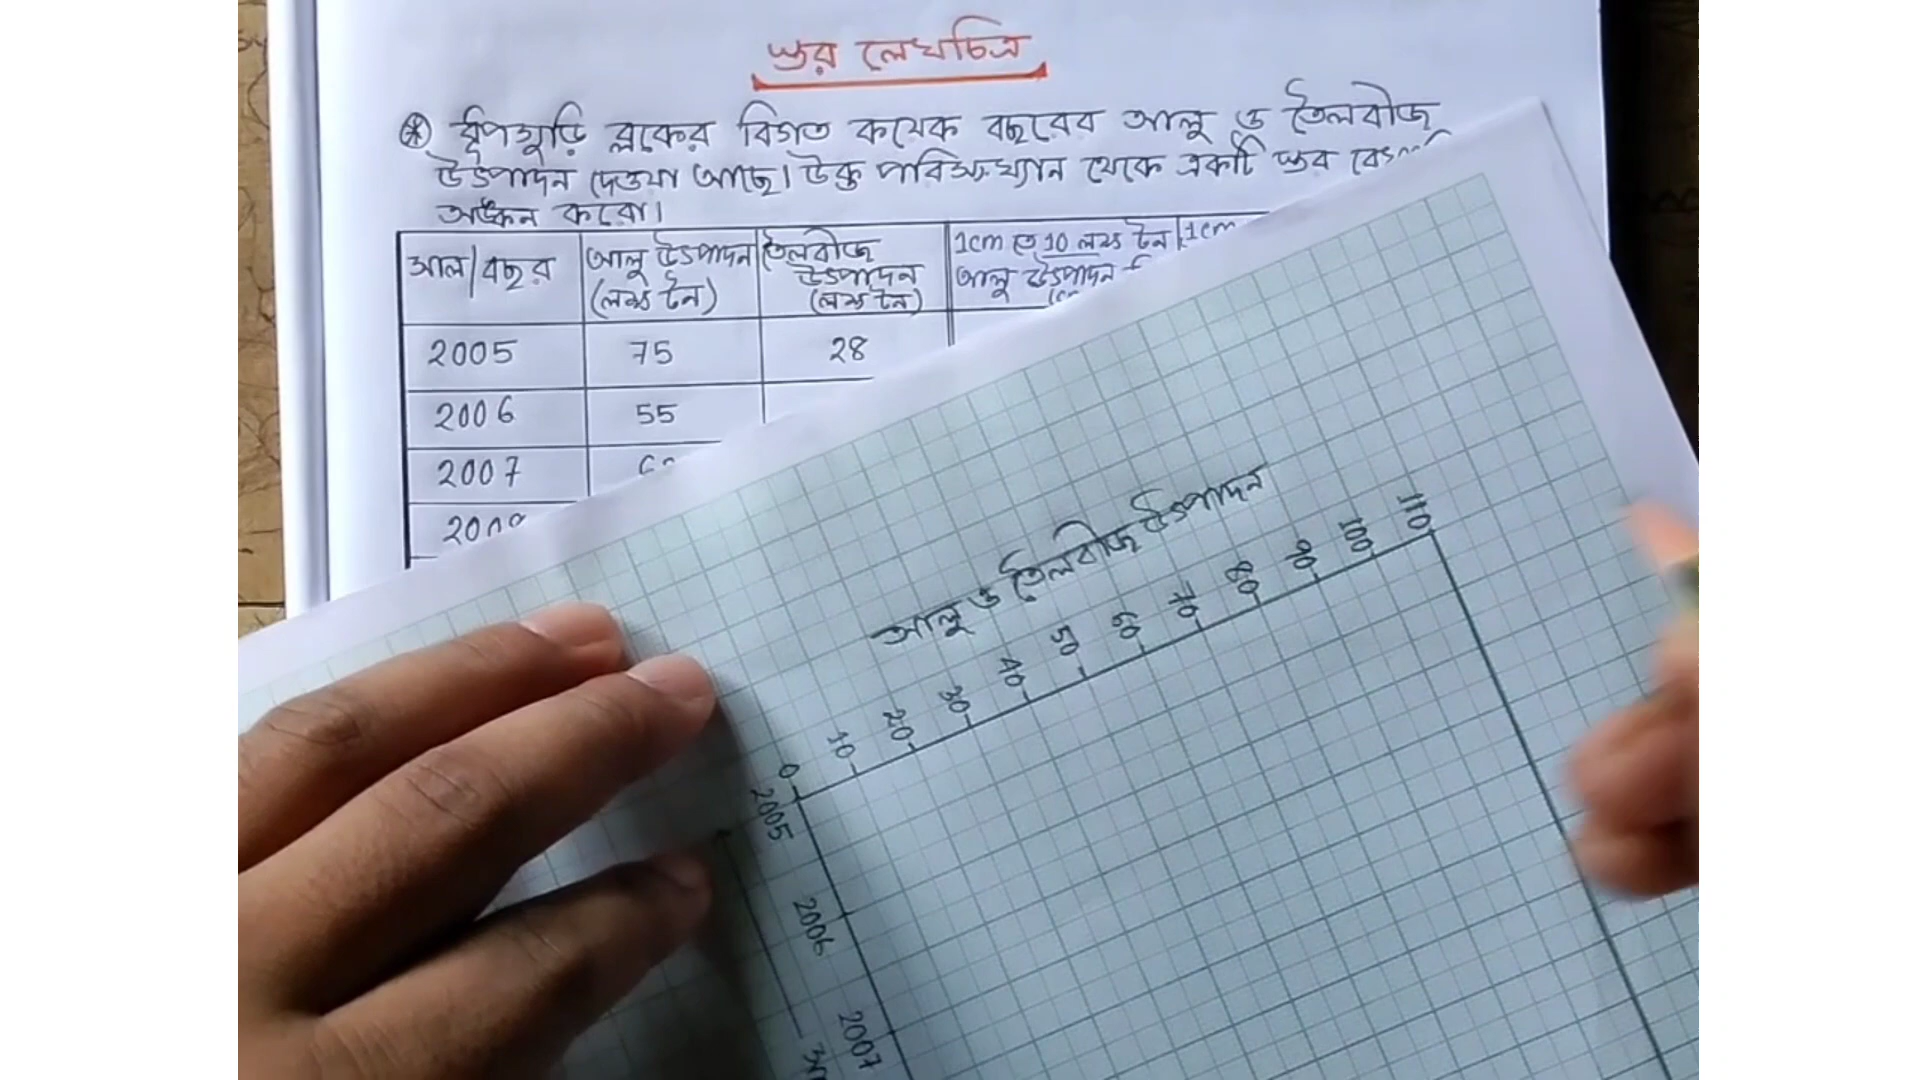 স্তর লেখচিত্র
ধূপগুড়ি ব্লকের বিগত কয়েক বছরের আলু ও তৈলবীজ
উৎপাদন দেওয়া আছে। উক্ত পরিসংখ্যান থেকে একটি স্তর
অঙ্কন করো।
সাল/বছর
আলু উৎপাদন
(লক্ষ টন)
তৈলবীজ
উৎপাদন
(লক্ষ টন)
1cm তে 10 লক্ষ টন
আলু উৎপাদন
1cm
2005 75 28
2006 55
2007
আলু ও তৈলবীজ উৎপাদন
0 10 20 30 40 50 60 70 80 90 100 110
2005
2006
2007